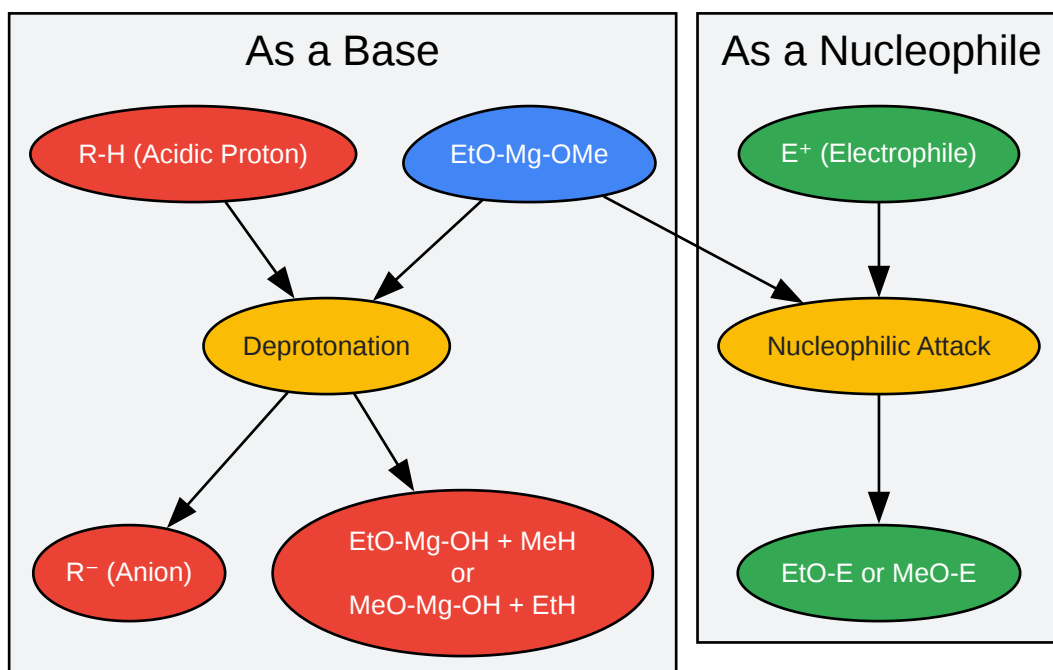 As a Base
As a Nucleophile
R-H (Acidic Proton)
EtO-Mg-OMe
E⁺ (Electrophile)
Deprotonation
Nucleophilic Attack
R⁻ (Anion)
EtO-Mg-OH + MeH
or
MeO-Mg-OH + EtH
EtO-E or MeO-E